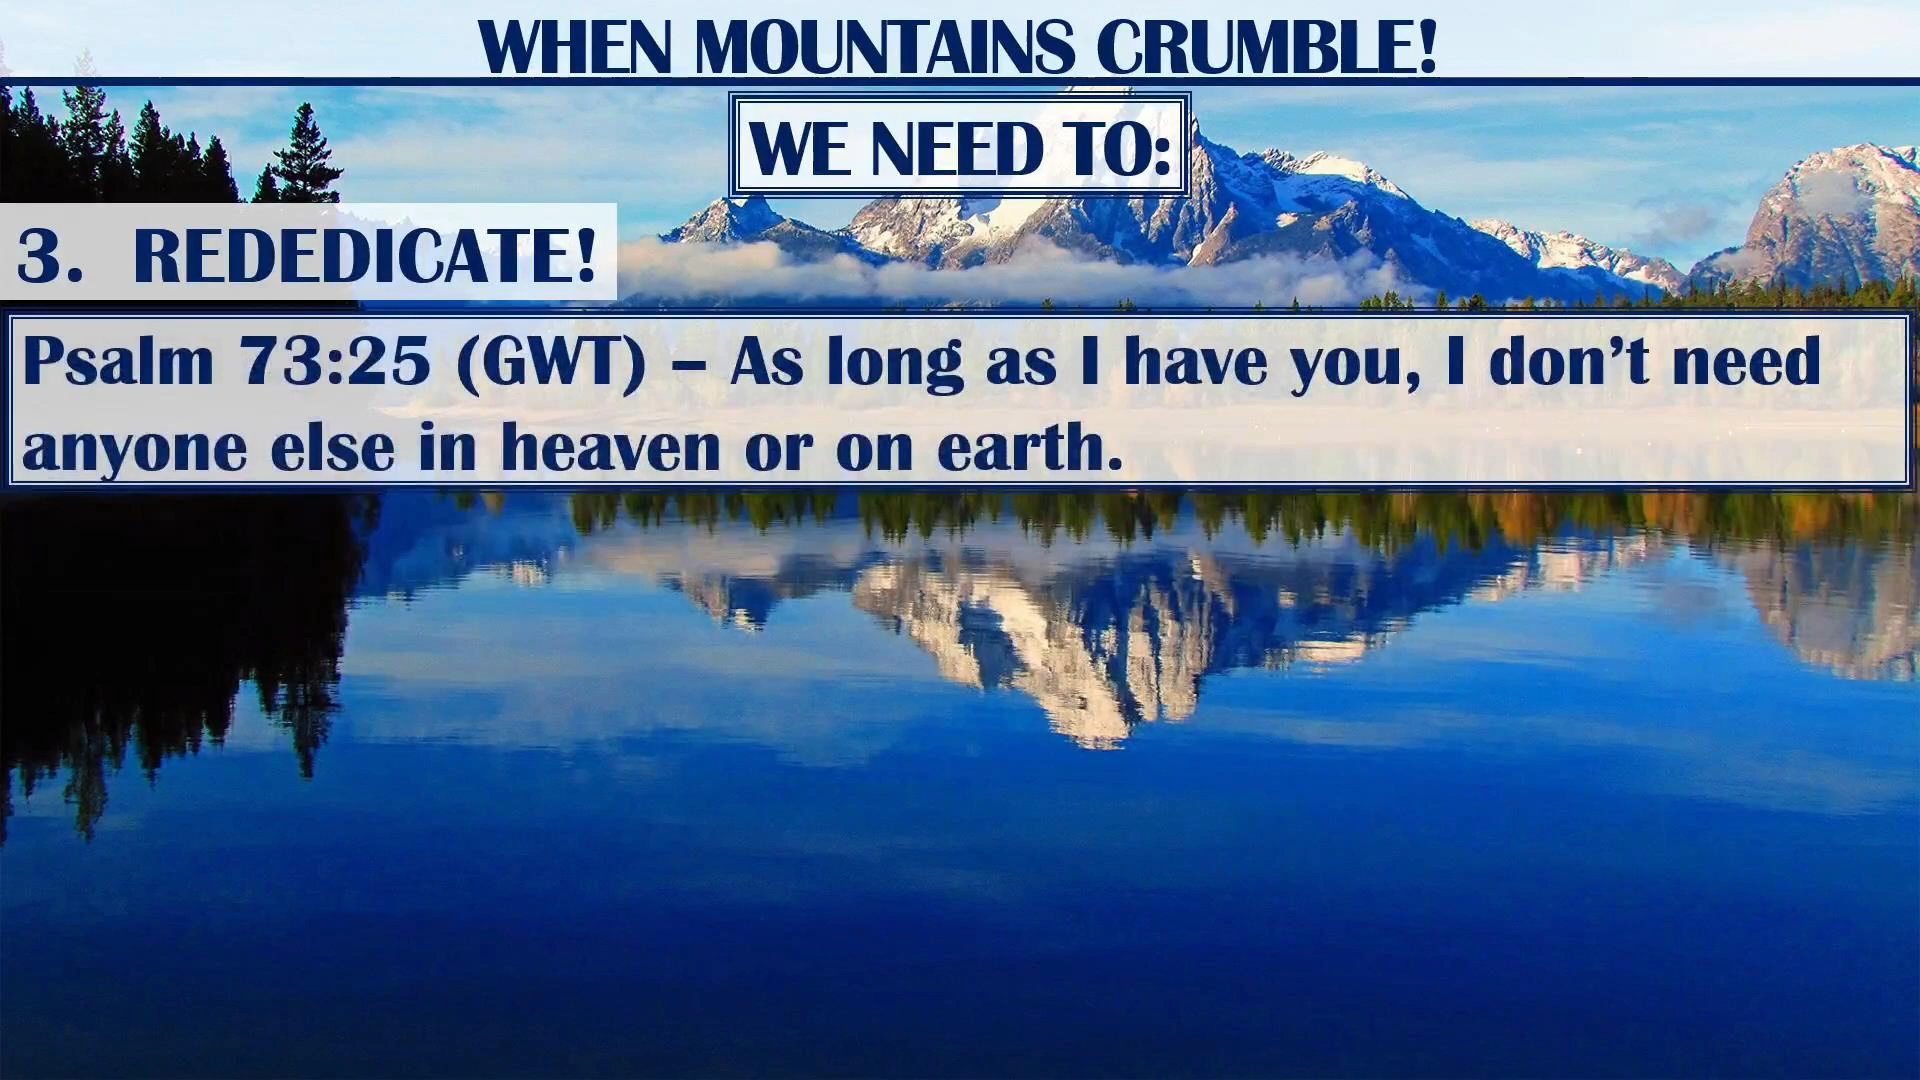 WHEN MOUNTAINS CRUMBLE!
WE NEED TO:
3. REDEDICATE!
Psalm 73:25 (GWT) – As long as I have you, I don’t need
anyone else in heaven or on earth.